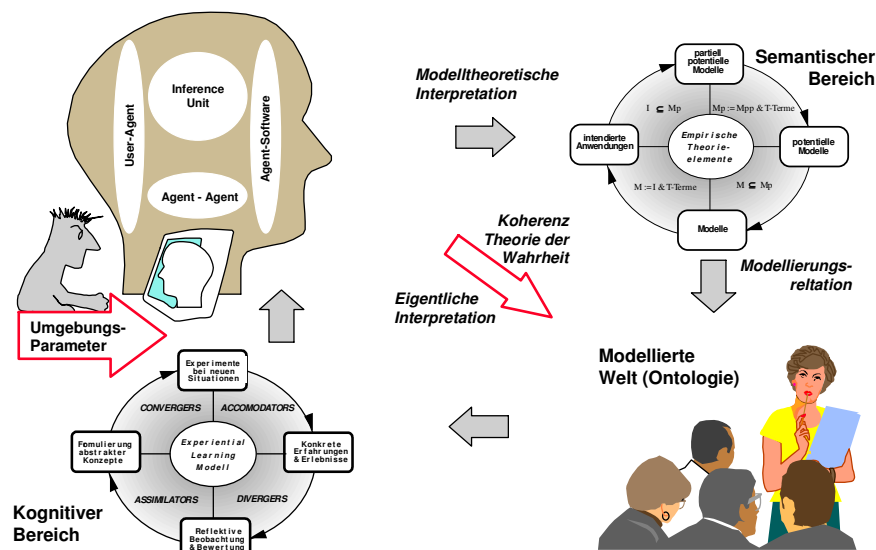 User-Agent
Inference
Unit
Agent-Software
Agent - Agent
Umgebungs-
Parameter
Modelltheoretische
Interpretation
Semantischer
Bereich
partiell
potentielle
Modelle
I ⊆ Mp
Mp := Mpp & T-Terme
intendierte
Anwendungen
Empirische
Theorie-
elemente
potentielle
Modelle
M := I & T-Terme
M ⊆ Mp
Modelle
Koherenz
Theorie der
Wahrheit
Eigentliche
Interpretation
Modellierungs-
reltation
Modellierte
Welt (Ontologie)
Experimente
bei neuen
Situationen
CONVERGERS
ACCOMODATORS
Fomulierung
abstrakter
Konzepte
Experiential
Learning
Modell
Konkrete
Erfahrungen
& Erlebnisse
ASSIMILATORS
DIVERGERS
Reflektive
Beobachtung
& Bewertung
Kognitiver
Bereich